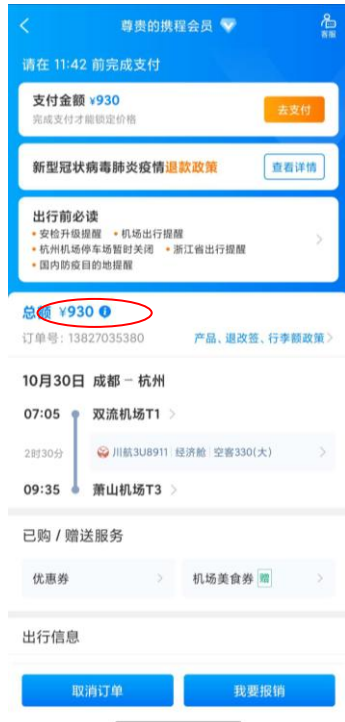 尊贵的携程会员
客服
请在 11:42 前完成支付
支付金额 ¥930
完成支付才能锁定价格
去支付
新型冠状病毒肺炎疫情退款政策
查看详情
出行前必读
• 安检升级提醒 • 机场出行提醒
• 杭州机场停车场暂时关闭 • 浙江省出行提醒
• 国内防疫目的地提醒
总额 ¥930
订单号: 13827035380 产品、退改签、行李额政策
10月30日 成都 – 杭州
07:05 双流机场T1
2时30分 川航3U8911 经济舱 空客330(大)
09:35 萧山机场T3
已购 / 赠送服务
优惠券 机场美食券 赠
出行信息
取消订单 我要报销